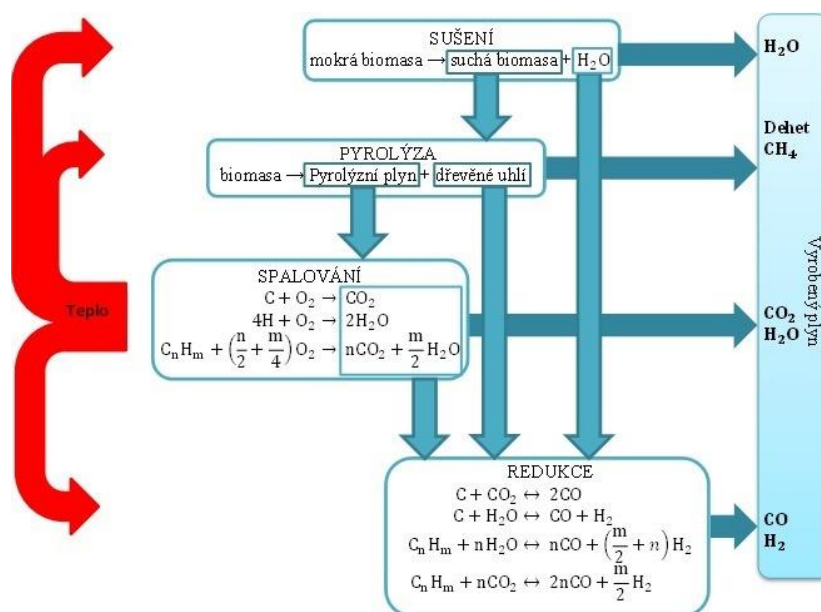 SUŠENÍ
mokrá biomasa → suchá biomasa + H₂O
H₂O
PYROLÝZA
biomasa → Pyrolýzní plyn + dřevěné uhlí
Dehet
CH₄
SPALOVÁNÍ
C + O₂ → CO₂
4H + O₂ → 2H₂O
CₙHₘ + (n/2 + m/4)O₂ → nCO₂ + m/2 H₂O
CO₂
H₂O
Teplo
Vyrobený plyn
REDUKCE
C + CO₂ ↔ 2CO
C + H₂O ↔ CO + H₂
CₙHₘ + nH₂O ↔ nCO + (m/2 + n)H₂
CₙHₘ + nCO₂ ↔ 2nCO + m/2 H₂
CO
H₂